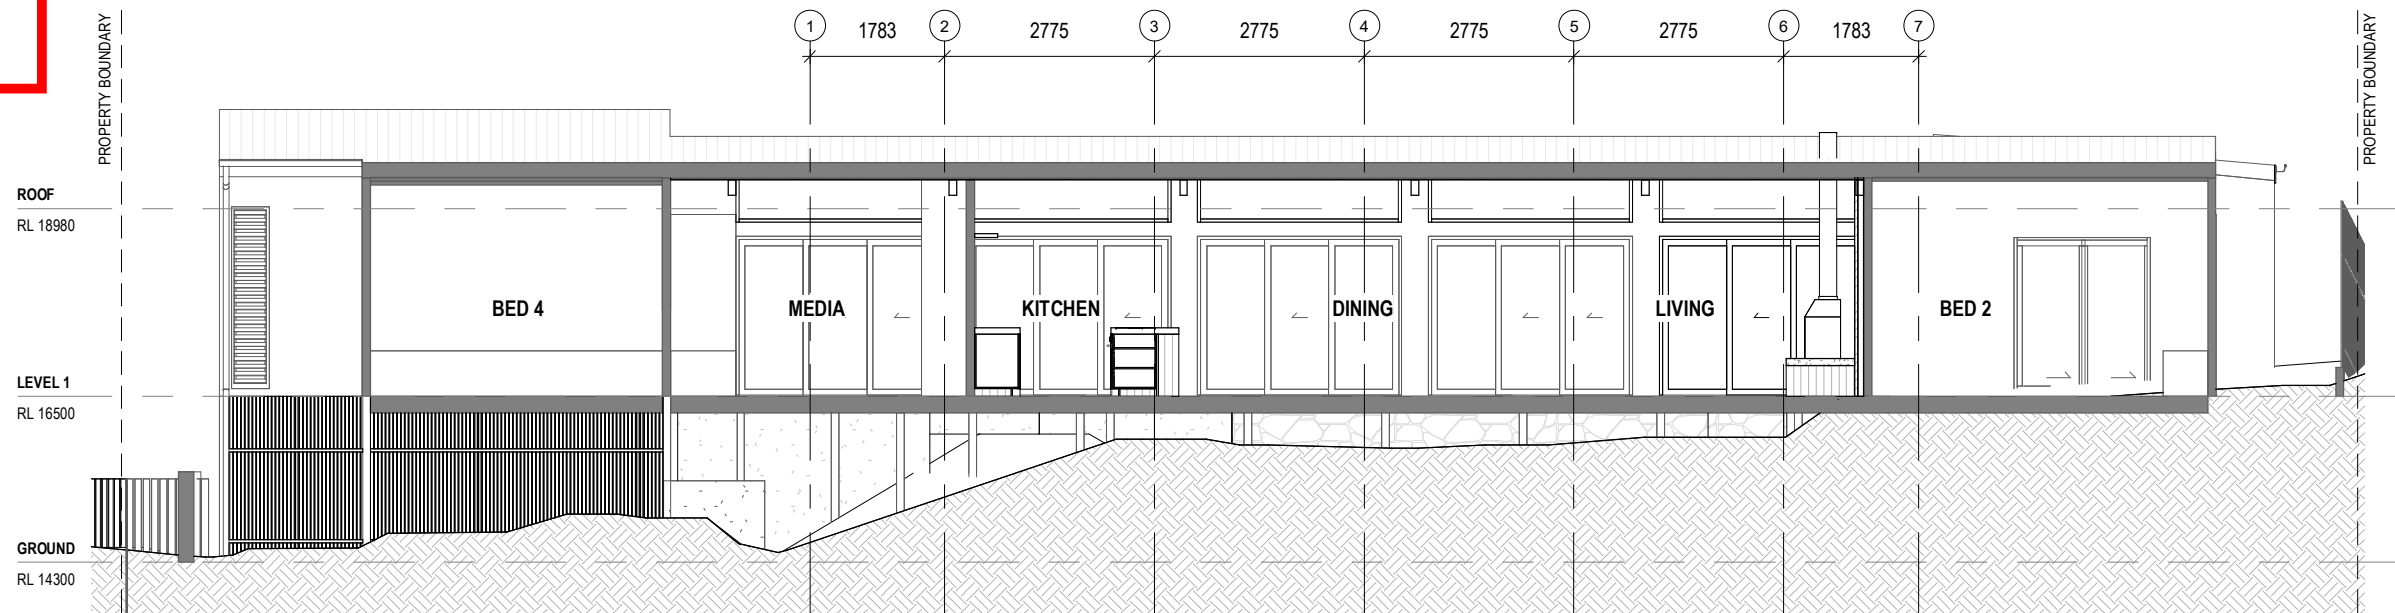 PROPERTY BOUNDARY
1
1783
2
2775
3
2775
4
2775
5
2775
6
1783
7
PROPERTY BOUNDARY
ROOF
RL 18980
BED 4
MEDIA
KITCHEN
DINING
LIVING
BED 2
LEVEL 1
RL 16500
GROUND
RL 14300